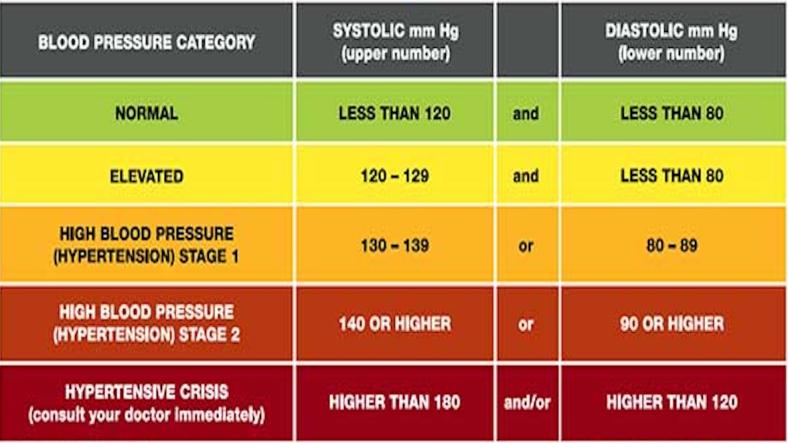 BLOOD PRESSURE CATEGORY
SYSTOLIC mm Hg
(upper number)
DIASTOLIC mm Hg
(lower number)
NORMAL
LESS THAN 120
and
LESS THAN 80
ELEVATED
120 – 129
and
LESS THAN 80
HIGH BLOOD PRESSURE
(HYPERTENSION) STAGE 1
130 – 139
or
80 – 89
HIGH BLOOD PRESSURE
(HYPERTENSION) STAGE 2
140 OR HIGHER
or
90 OR HIGHER
HYPERTENSIVE CRISIS
(consult your doctor immediately)
HIGHER THAN 180
and/or
HIGHER THAN 120